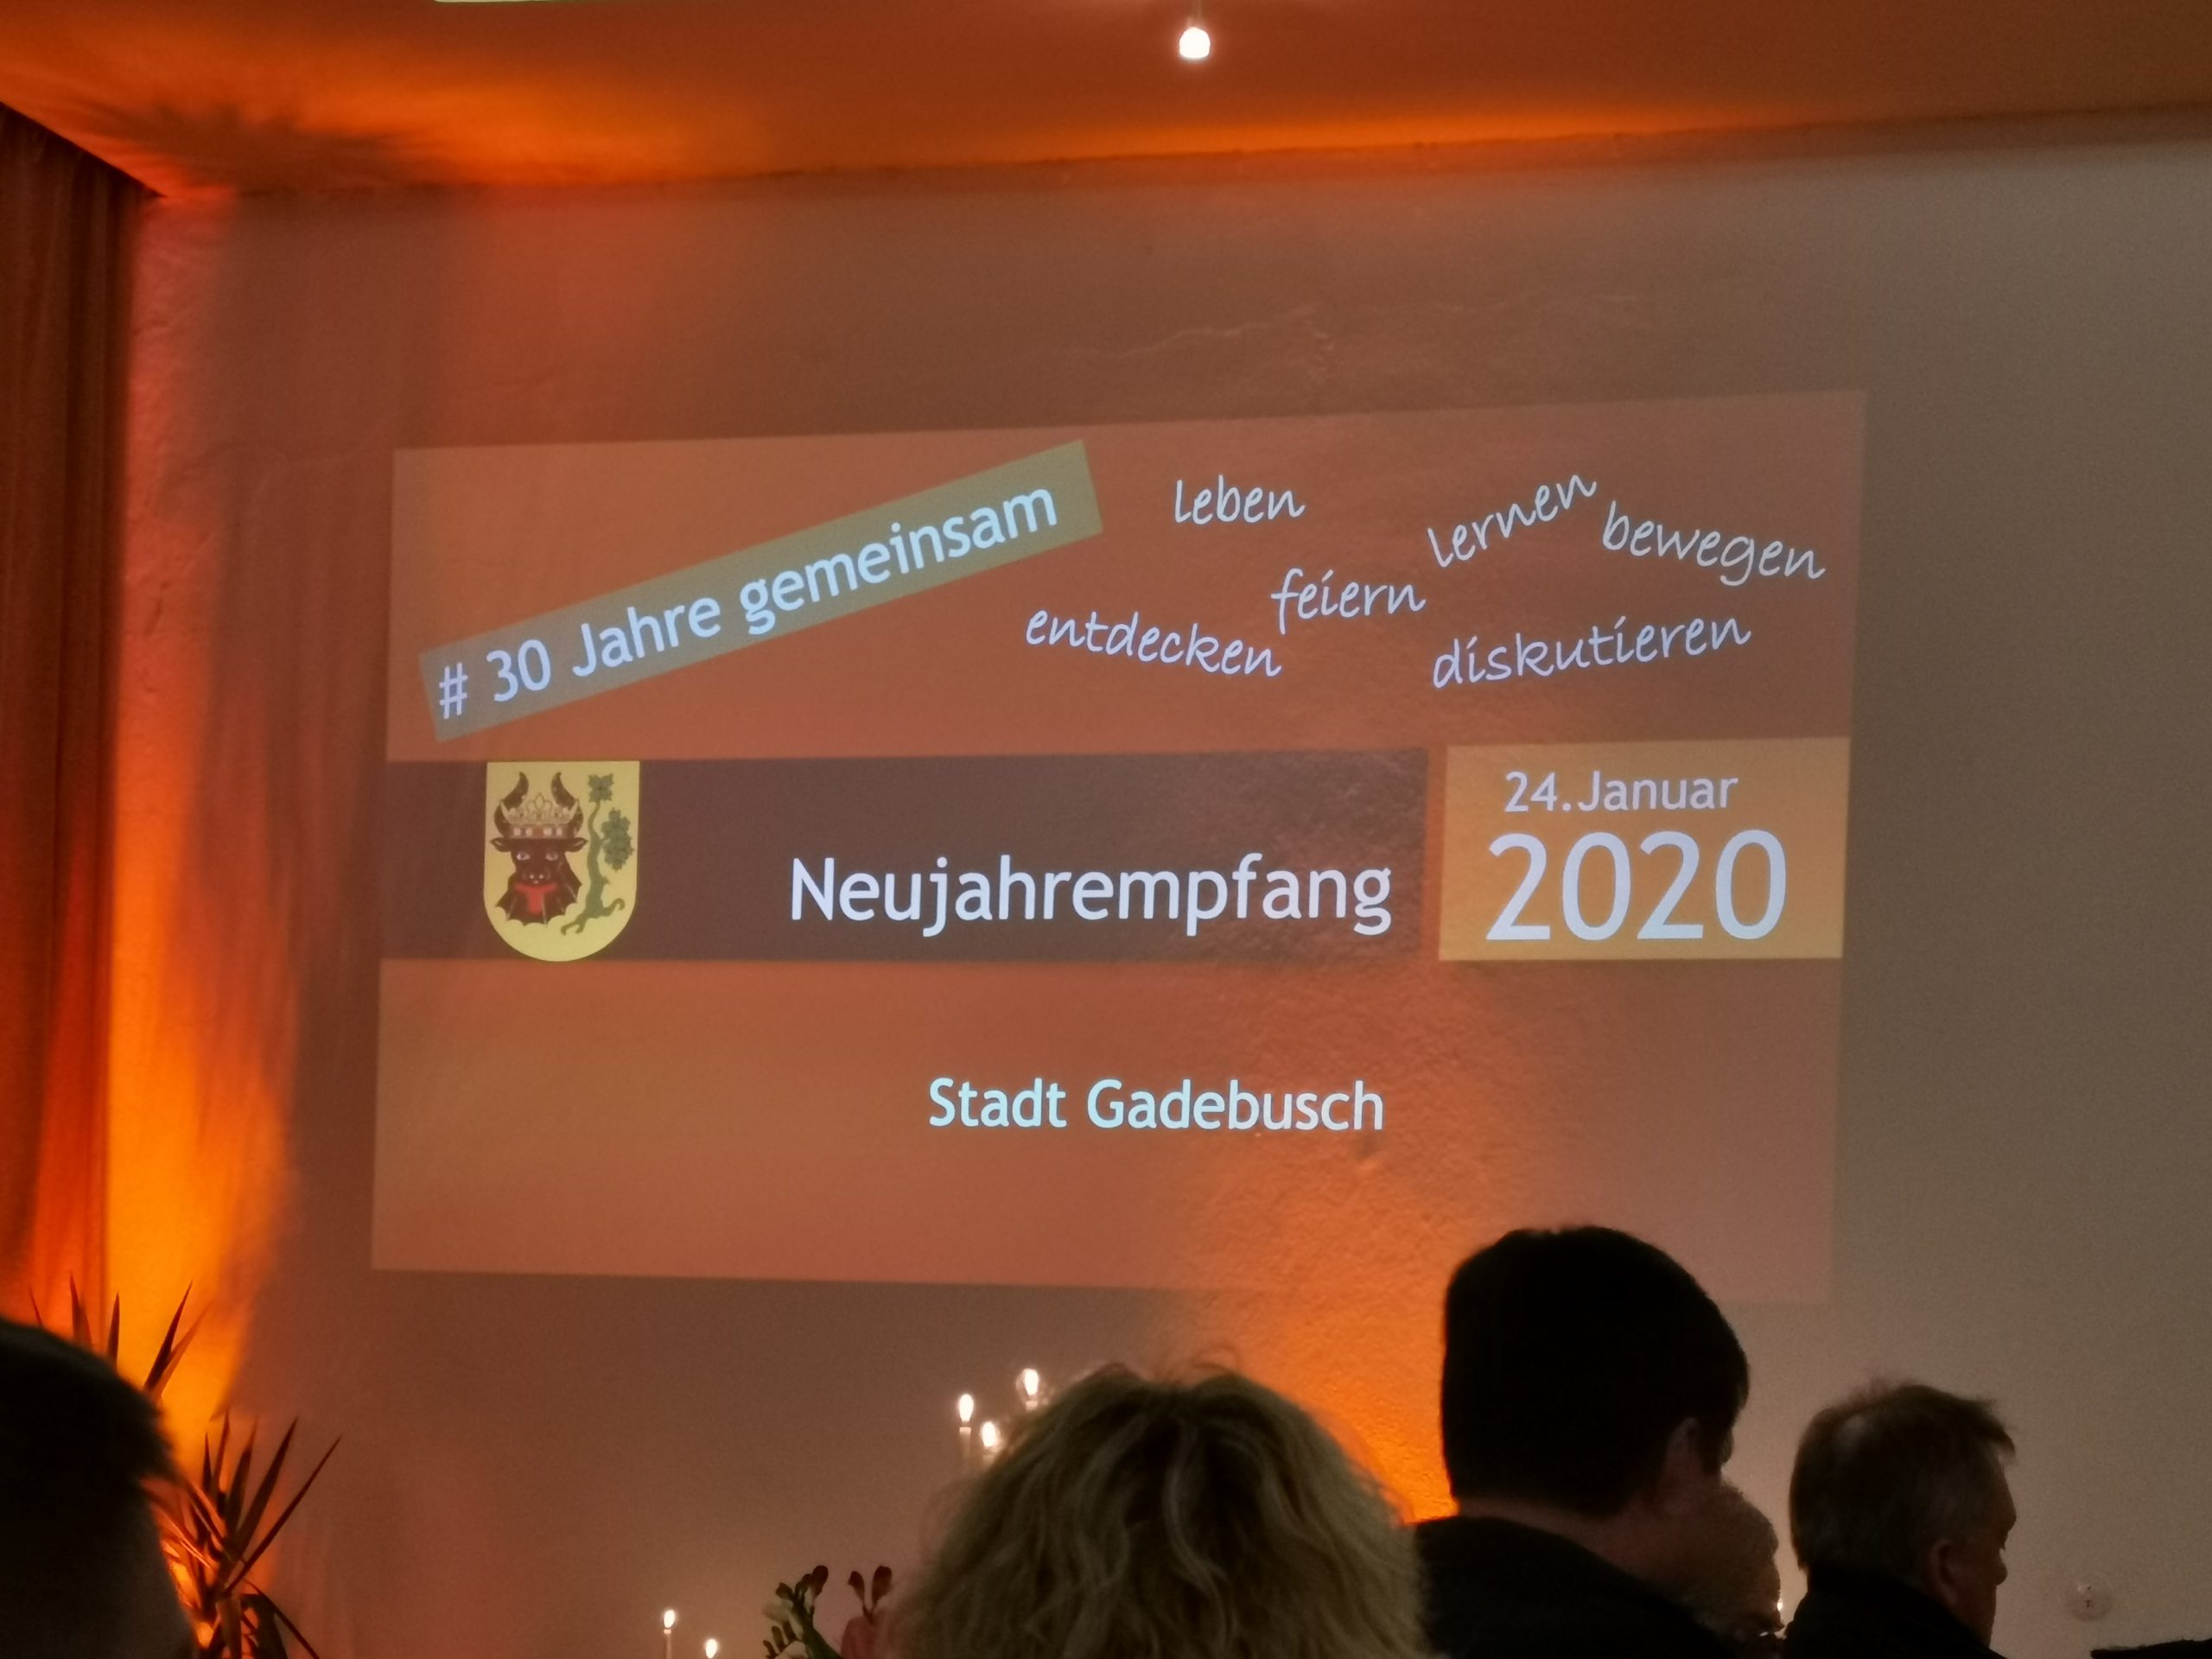 # 30 Jahre gemeinsam
leben
lernen
bewegen
feiern
entdecken
diskutieren
Neujahrempfang
24.Januar
2020
Stadt Gadebusch